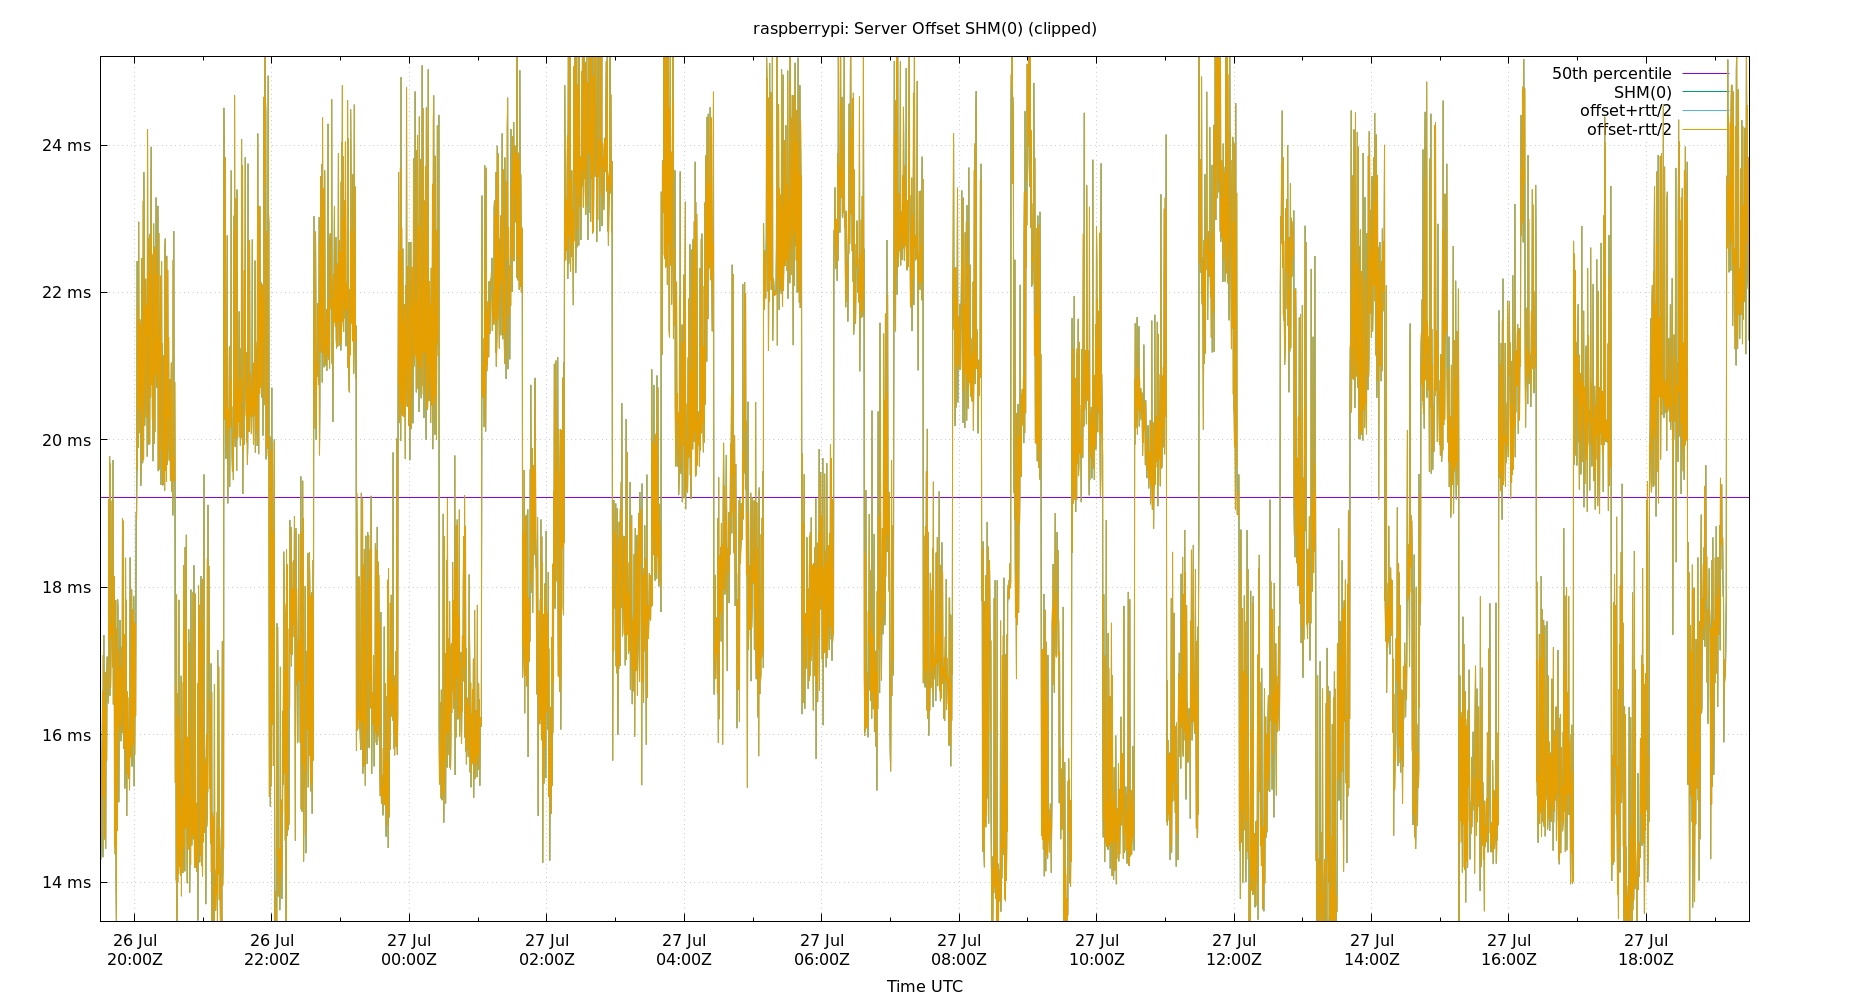 raspberrypi: Server Offset SHM(0) (clipped)
50th percentile
SHM(0)
offset+rtt/2
offset-rtt/2
24 ms
22 ms
20 ms
18 ms
16 ms
14 ms
26 Jul 26 Jul 27 Jul 27 Jul 27 Jul 27 Jul 27 Jul 27 Jul 27 Jul 27 Jul 27 Jul 27 Jul
20:00Z 22:00Z 00:00Z 02:00Z 04:00Z 06:00Z 08:00Z 10:00Z 12:00Z 14:00Z 16:00Z 18:00Z
Time UTC